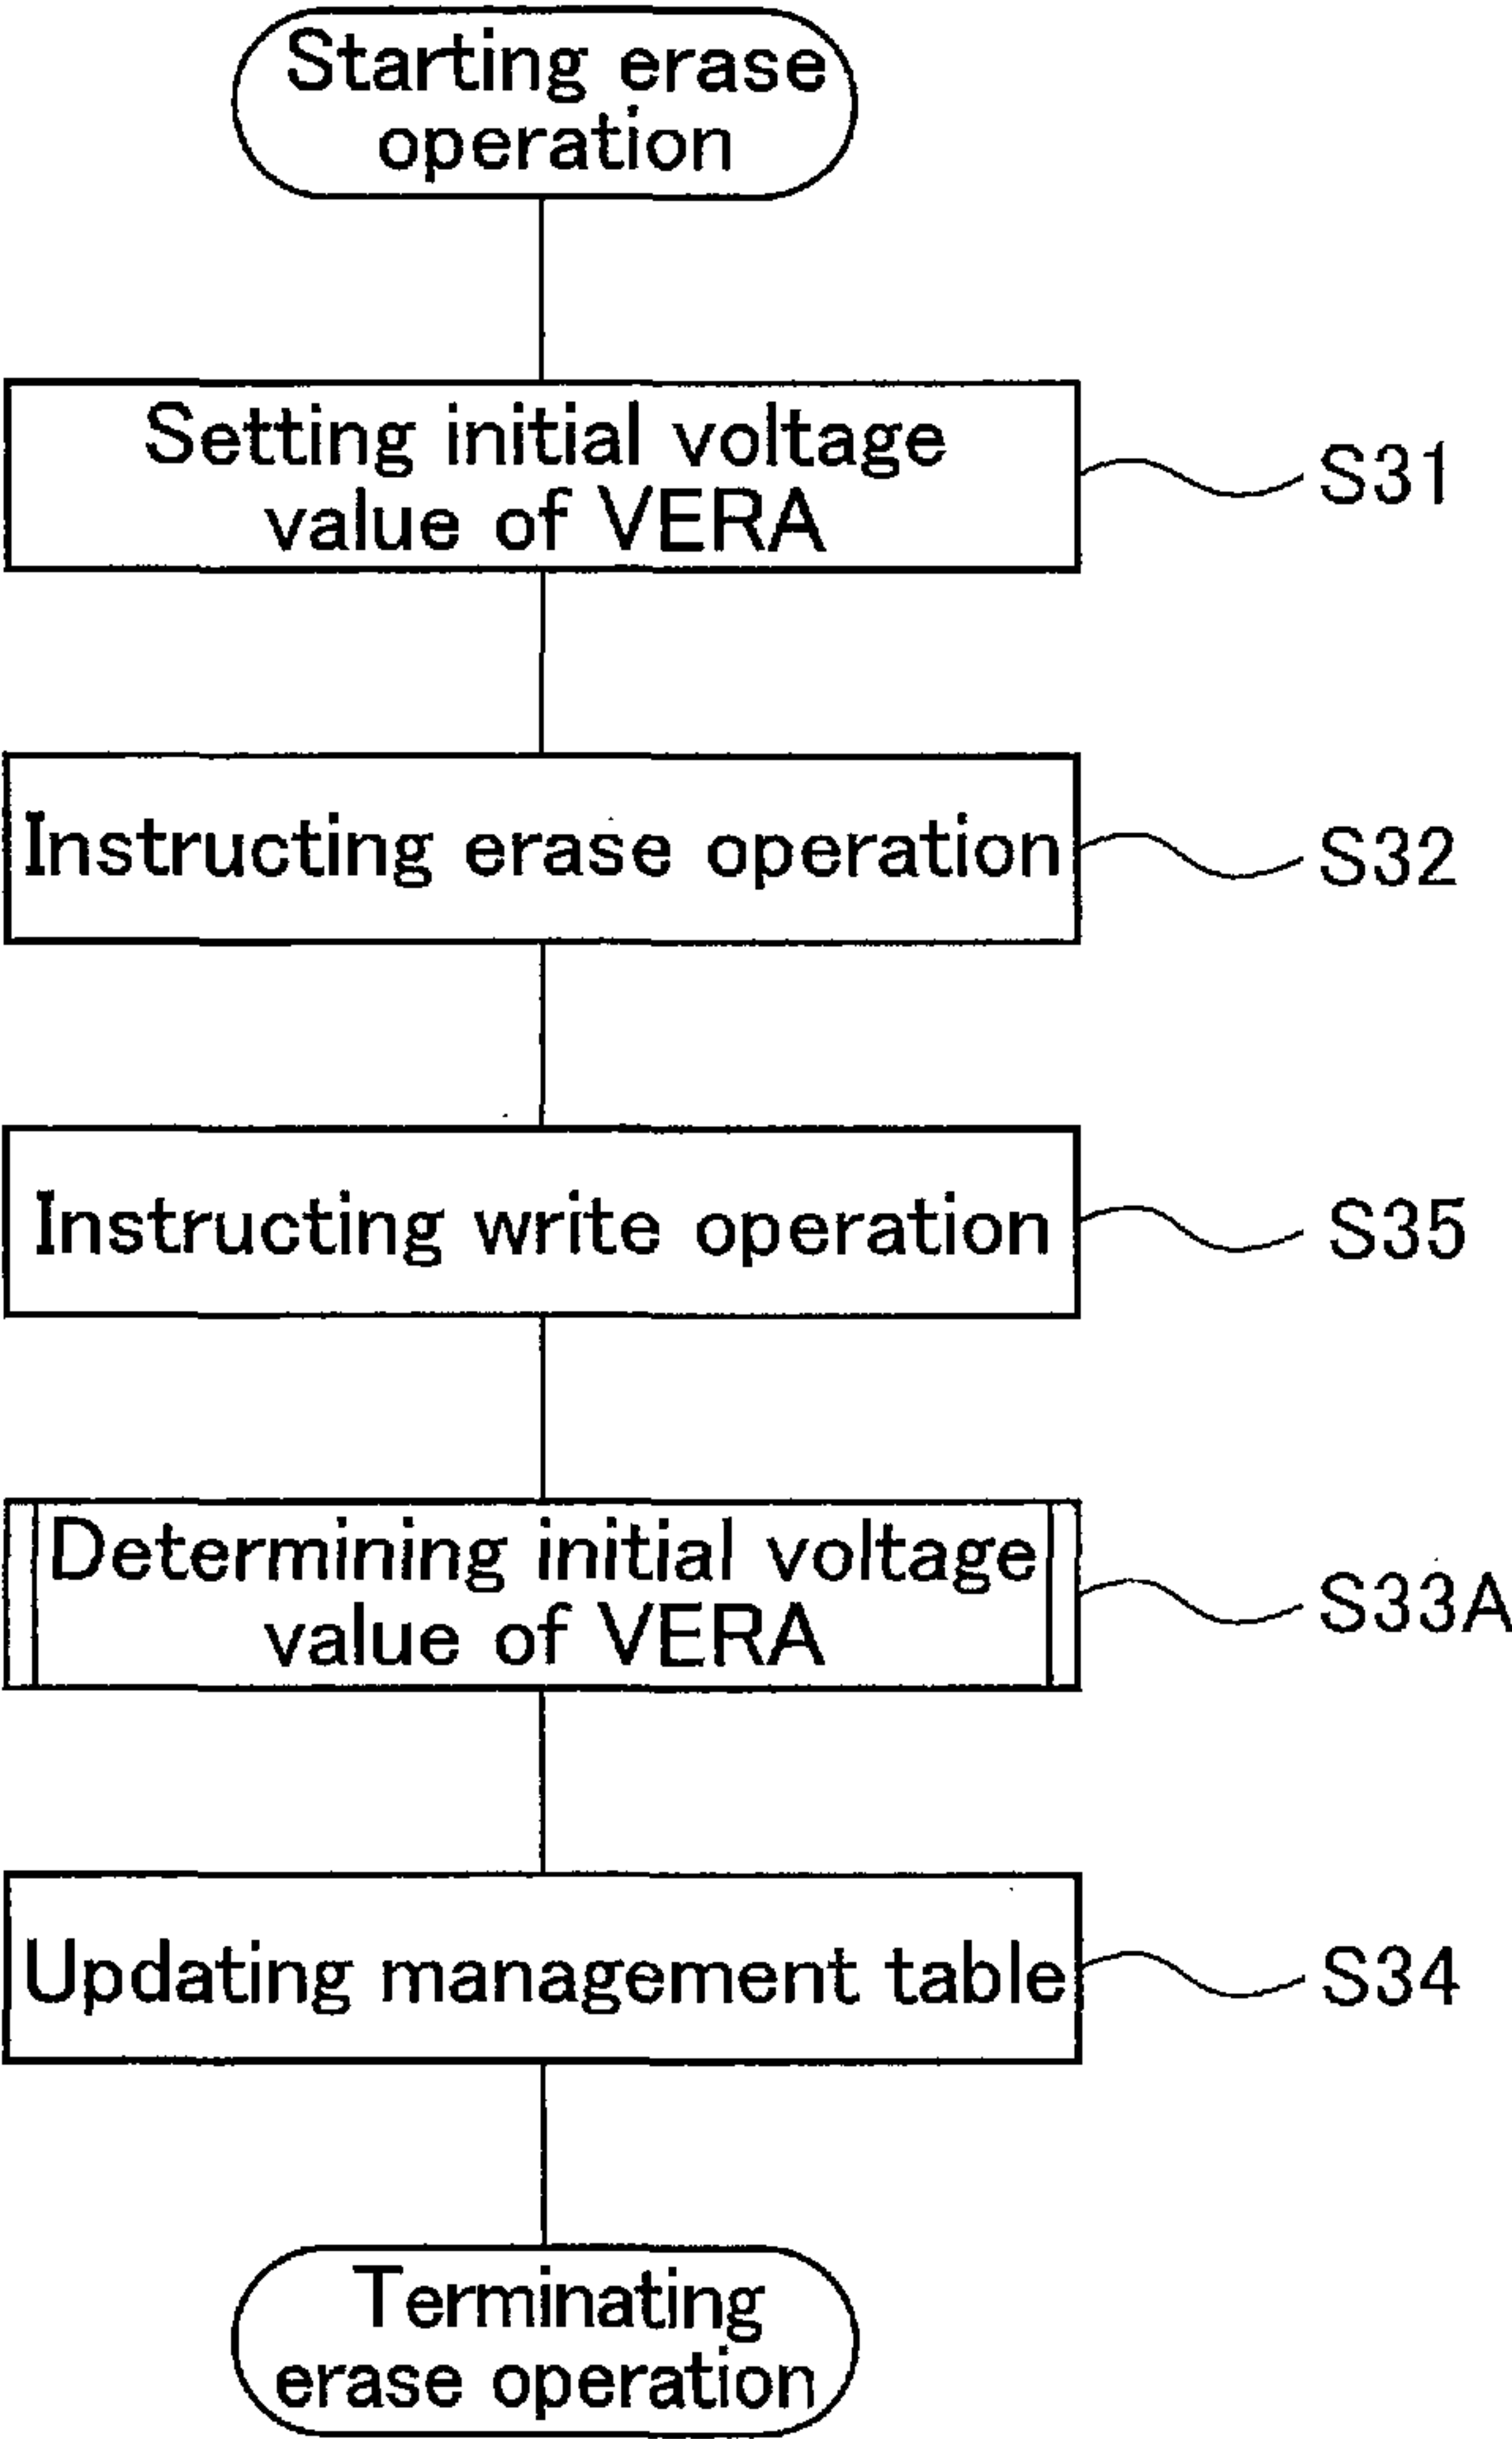 Starting erase
operation
Setting initial voltage
value of VERA
S31
Instructing erase operation
S32
Instructing write operation
S35
Determining initial voltage
value of VERA
S33A
Updating management table
S34
Terminating
erase operation